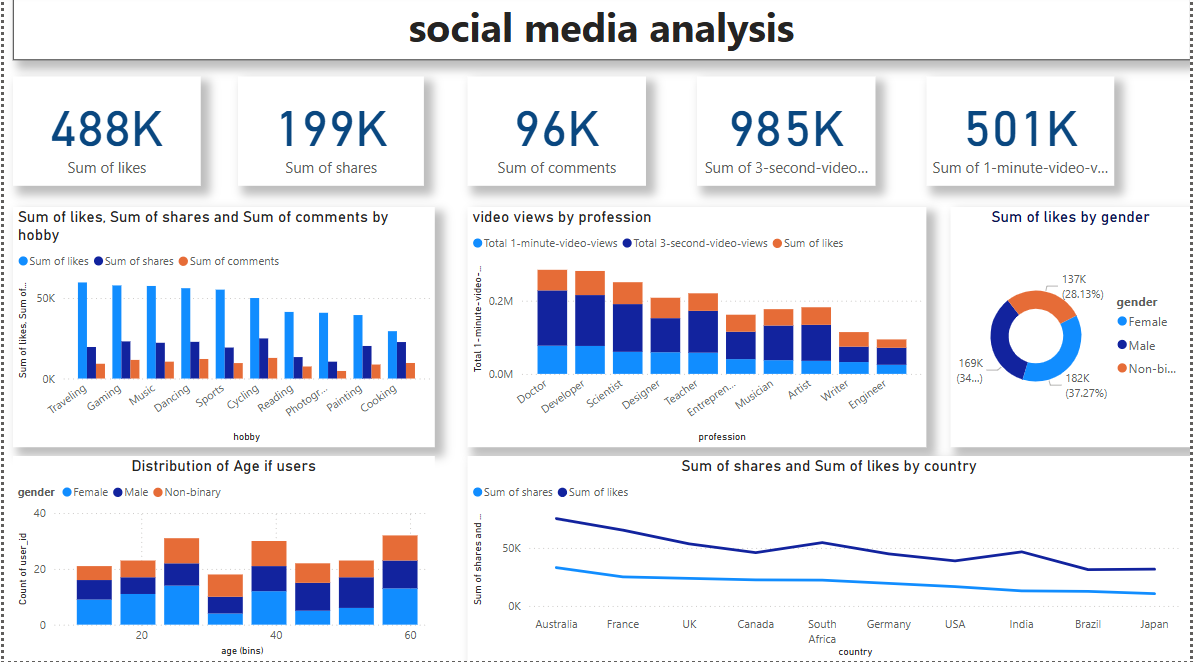 social media analysis
488K
Sum of likes
199K
Sum of shares
96K
Sum of comments
985K
Sum of 3-second-video...
501K
Sum of 1-minute-video-v...
Sum of likes, Sum of shares and Sum of comments by
hobby
Sum of likes Sum of shares Sum of comments
Sum of likes, Sum of...
50K
0K
Traveling
Gaming
Music
Dancing
Sports
Cycling
Reading
Photogr...
Painting
Cooking
hobby
video views by profession
Total 1-minute-video-views Total 3-second-video-views Sum of likes
Total 1-minute-video-...
0.2M
0.0M
Doctor
Developer
Scientist
Designer
Teacher
Entrepren...
Musician
Artist
Writer
Engineer
profession
Sum of likes by gender
137K
(28.13%)
169K
(34...)
182K
(37.27%)
gender
Female
Male
Non-bi...
Distribution of Age if users
gender Female Male Non-binary
Count of user_id
40
20
0
20 40 60
age (bins)
Sum of shares and Sum of likes by country
Sum of shares Sum of likes
Sum of shares and ...
50K
0K
Australia
France
UK
Canada
South
Africa
Germany
USA
India
Brazil
Japan
country